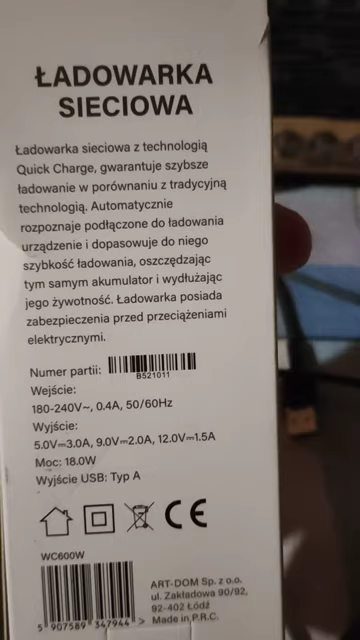 ŁADOWARKA
SIECIOWA
Ładowarka sieciowa z technologią
Quick Charge, gwarantuje szybsze
ładowanie w porównaniu z tradycyjną
technologią. Automatycznie
rozpoznaje podłączone do ładowania
urządzenie i dopasowuje do niego
szybkość ładowania, oszczędzając
tym samym akumulator i wydłużając
jego żywotność. Ładowarka posiada
zabezpieczenia przed przeciążeniami
elektrycznymi.
Numer partii:
B521011
Wejście:
180-240V~, 0.4A, 50/60Hz
Wyjście:
5.0V⎓3.0A, 9.0V⎓2.0A, 12.0V⎓1.5A
Moc: 18.0W
Wyjście USB: Typ A
CE
WC600W
5 907589 347944 >
ART-DOM Sp. z o.o.
ul. Zakładowa 90/92,
92-402 Łódź
Made in P.R.C.